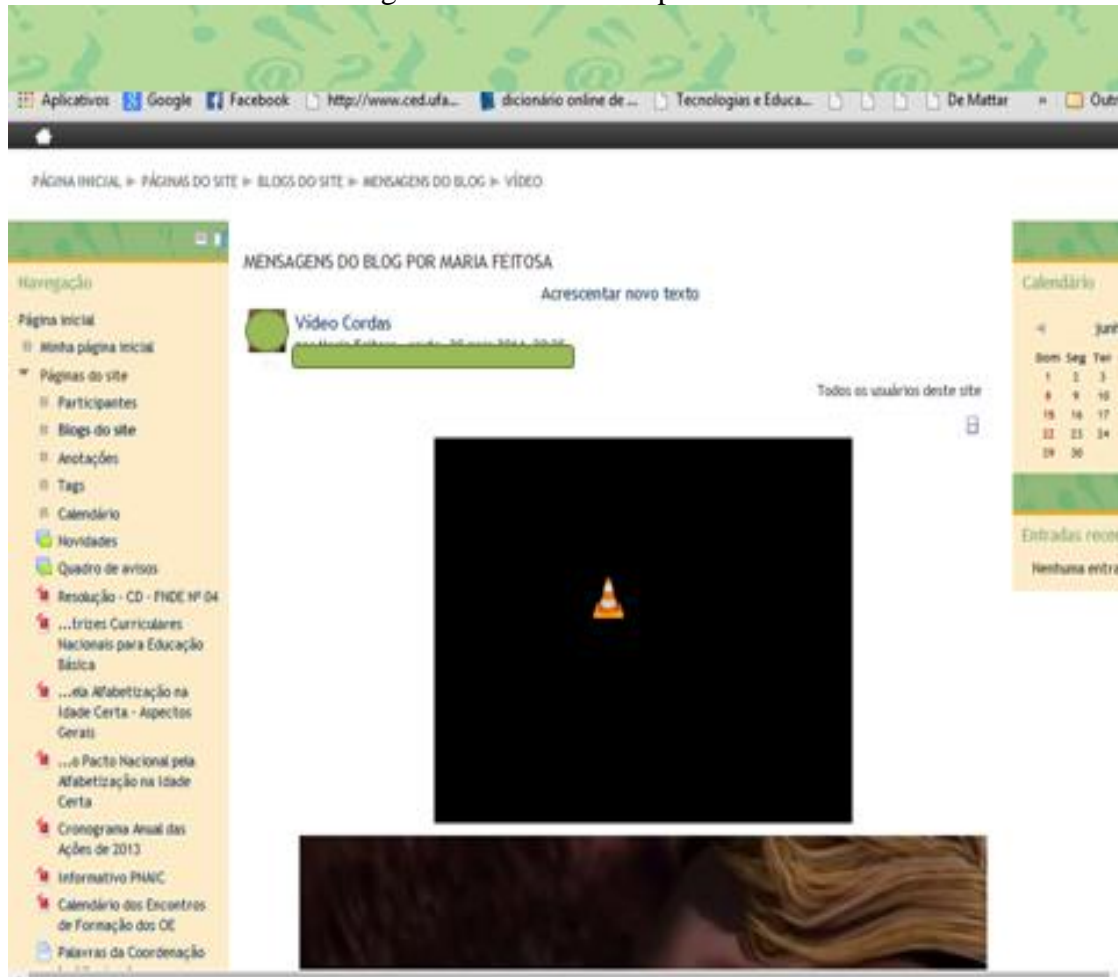 Aplicativos Google Facebook http://www.ced.ufa... dicionário online de ... Tecnologias e Educa... De Mattar » Outr
PÁGINA INICIAL ► PÁGINAS DO SITE ► BLOGS DO SITE ► MENSAGENS DO BLOG ► VÍDEO
Navegação
Página inicial
Minha página inicial
Páginas do site
Participantes
Blogs do site
Anotações
Tags
Calendário
Novidades
Quadro de avisos
Resolução - CD - FNDE Nº 04
...trizes Curriculares
Nacionais para Educação
Básica
...ela Alfabetização na
Idade Certa - Aspectos
Gerais
...o Pacto Nacional pela
Alfabetização na Idade
Certa
Cronograma Anual das
Ações de 2013
Informativo PNAIC
Calendário dos Encontros
de Formação dos OE
Palavras da Coordenação
MENSAGENS DO BLOG POR MARIA FEITOSA
Acrescentar novo texto
Vídeo Cordas
Todos os usuários deste site
Calendário
◄ junh
Dom Seg Ter
1 2 3
8 9 10
15 16 17
22 23 24
29 30
Entradas recen
Nenhuma entra